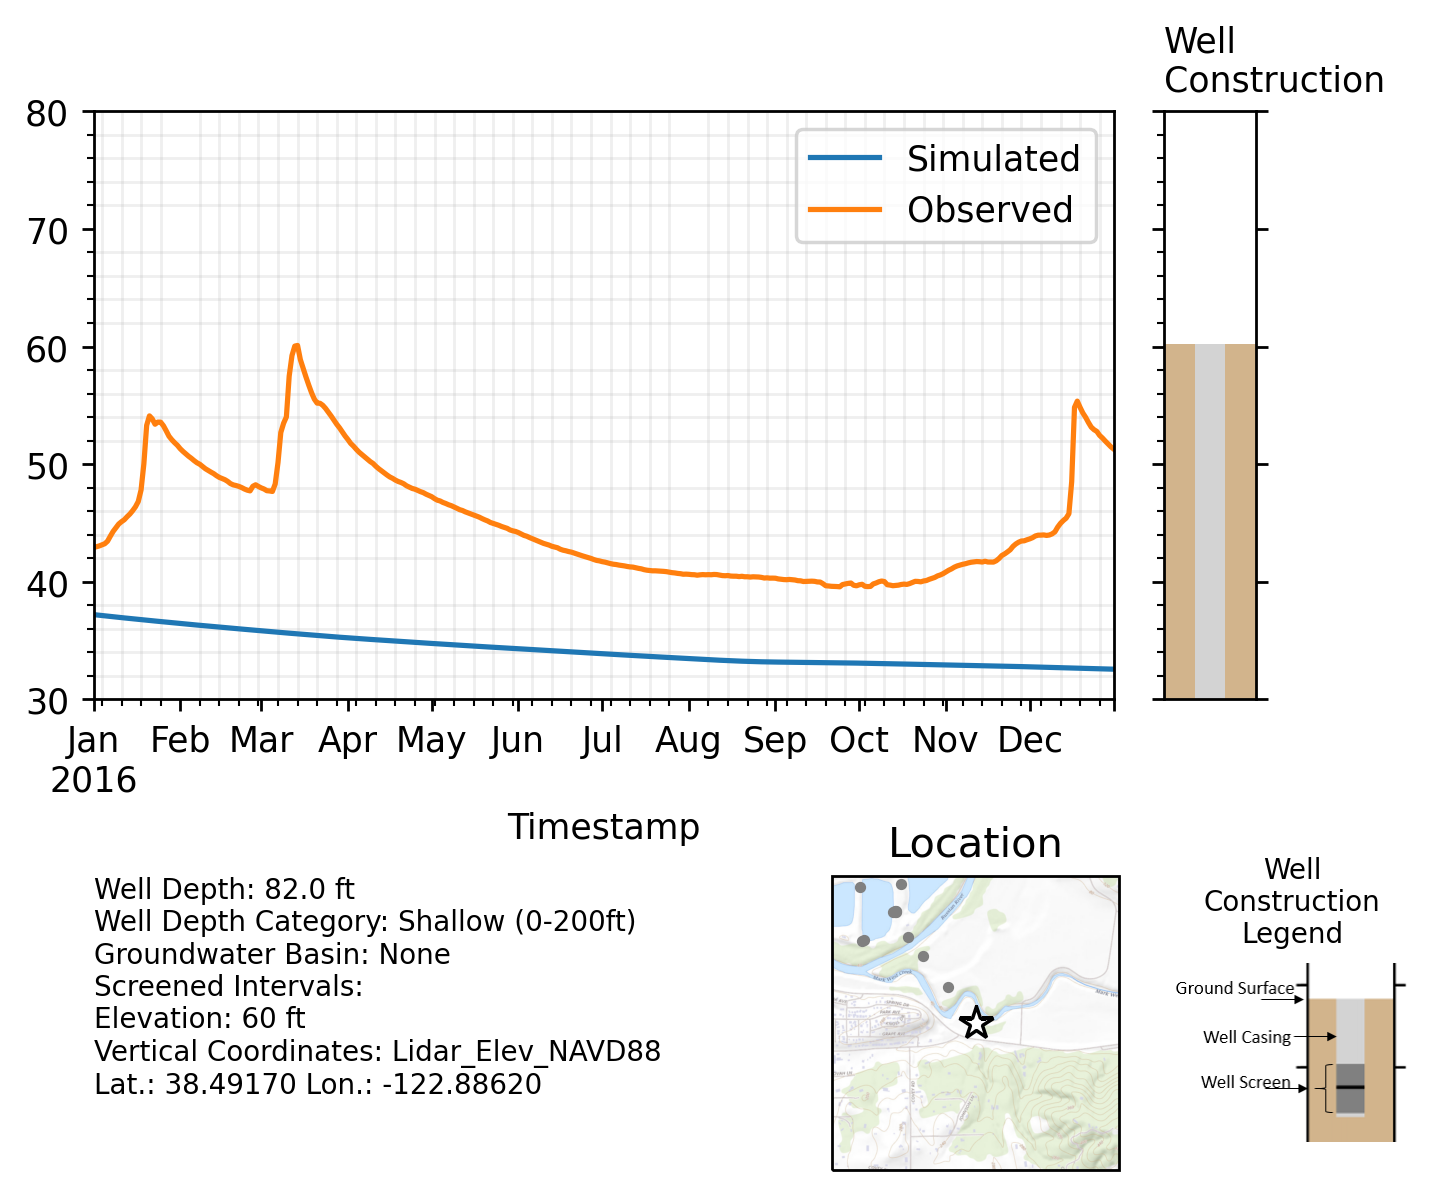 Well
Construction
80
70
60
50
40
30
Simulated
Observed
Jan Feb Mar Apr May Jun Jul Aug Sep Oct Nov Dec
2016
Timestamp
Well Depth: 82.0 ft
Well Depth Category: Shallow (0-200ft)
Groundwater Basin: None
Screened Intervals:
Elevation: 60 ft
Vertical Coordinates: Lidar_Elev_NAVD88
Lat.: 38.49170 Lon.: -122.88620
Location
Well
Construction
Legend
Ground Surface
Well Casing
Well Screen